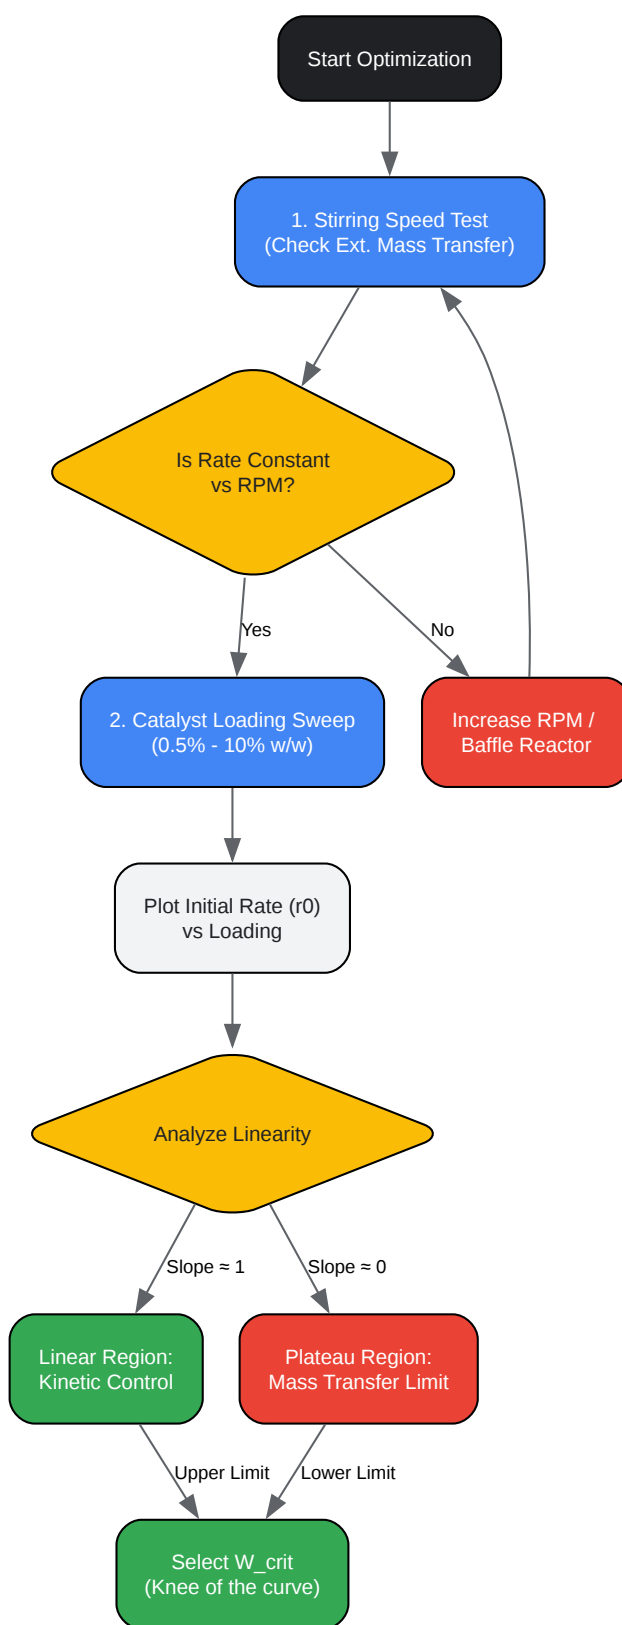 Start Optimization
1. Stirring Speed Test
(Check Ext. Mass Transfer)
Is Rate Constant
vs RPM?
Yes
No
2. Catalyst Loading Sweep
(0.5% - 10% w/w)
Increase RPM /
Baffle Reactor
Plot Initial Rate (r0)
vs Loading
Analyze Linearity
Slope ≈ 1
Slope ≈ 0
Linear Region:
Kinetic Control
Plateau Region:
Mass Transfer Limit
Upper Limit
Lower Limit
Select W_crit
(Knee of the curve)